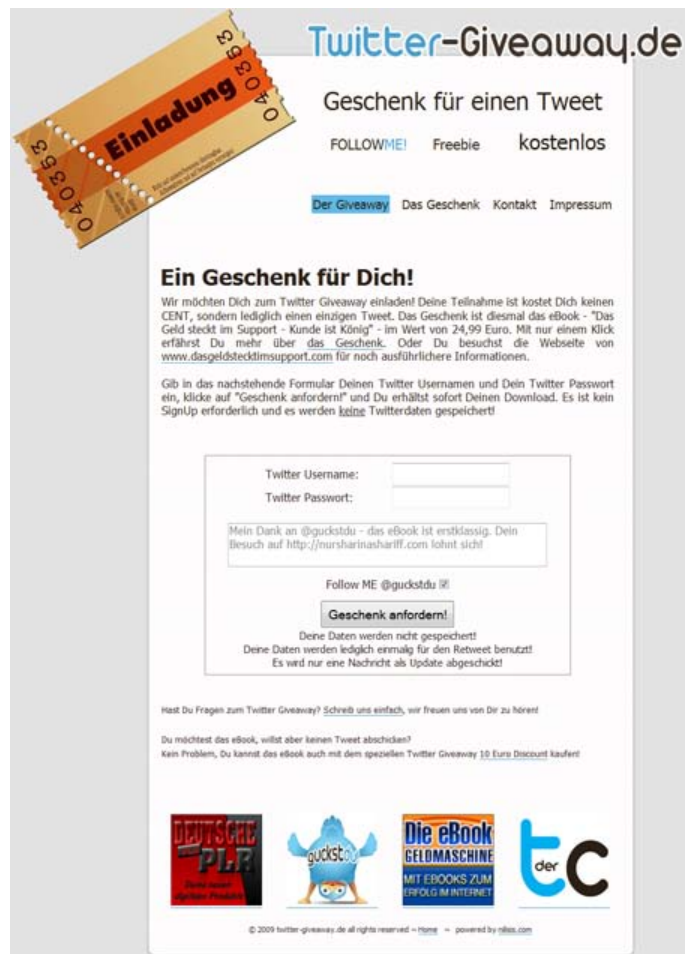 Twitter-Giveaway.de
040353
Einladung
040353
Geschenk für einen Tweet
FOLLOWME! Freebie kostenlos
Der Giveaway Das Geschenk Kontakt Impressum
Ein Geschenk für Dich!
Wir möchten Dich zum Twitter Giveaway einladen! Deine Teilnahme ist kostet Dich keinen
CENT, sondern lediglich einen einzigen Tweet. Das Geschenk ist diesmal das eBook - "Das
Geld steckt im Support - Kunde ist König" - im Wert von 24,99 Euro. Mit nur einem Klick
erfährst Du mehr über das Geschenk. Oder Du besuchst die Webseite von
www.dasgeldstecktimsupport.com für noch ausführlichere Informationen.
Gib in das nachstehende Formular Deinen Twitter Usernamen und Dein Twitter Passwort
ein, klicke auf "Geschenk anfordern!" und Du erhältst sofort Deinen Download. Es ist kein
SignUp erforderlich und es werden keine Twitterdaten gespeichert!
Twitter Username:
Twitter Passwort:
Mein Dank an @guckstdu - das eBook ist erstklassig. Dein
Besuch auf http://nursharinashariff.com lohnt sich!
Follow ME @guckstdu
Geschenk anfordern!
Deine Daten werden nicht gespeichert!
Deine Daten werden lediglich einmalig für den Retweet benutzt!
Es wird nur eine Nachricht als Update abgeschickt!
Hast Du Fragen zum Twitter Giveaway? Schreib uns einfach, wir freuen uns von Dir zu hören!
Du möchtest das eBook, willst aber keinen Tweet abschicken?
Kein Problem, Du kannst das eBook auch mit dem speziellen Twitter Giveaway 10 Euro Discount kaufen!
DEUTSCHE
PLR
guckstdu
Die eBook
GELDMASCHINE
MIT EBOOKS ZUM
ERFOLG IM INTERNET
der
© 2009 twitter-giveaway.de all rights reserved ~ Home ~ powered by